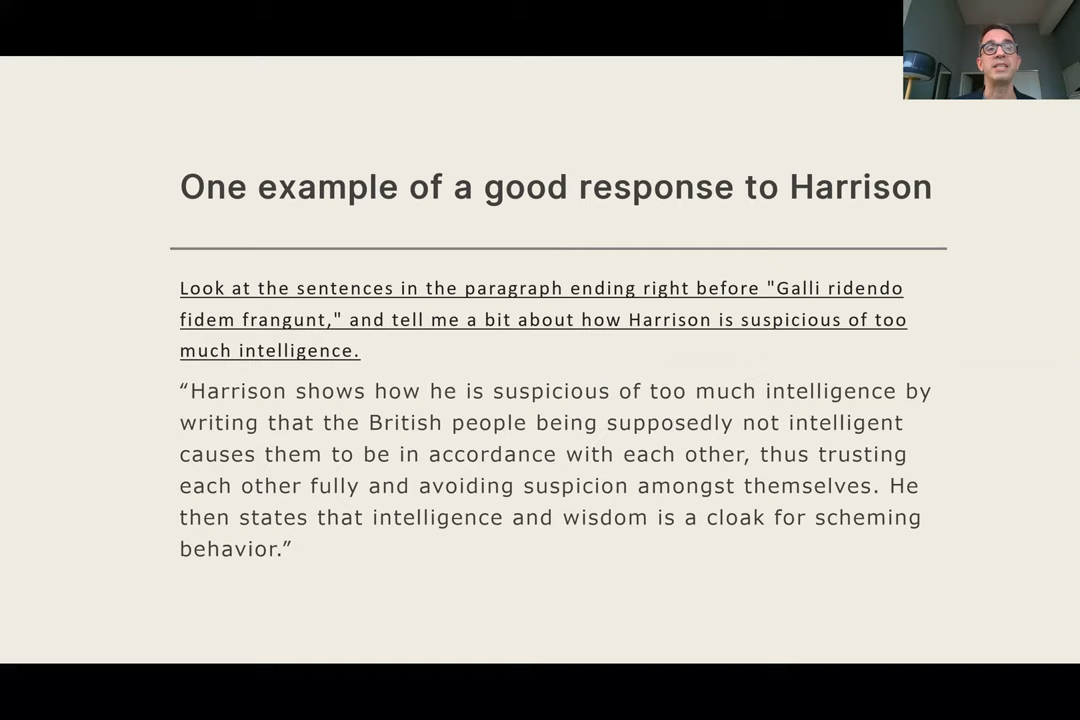 One example of a good response to Harrison
Look at the sentences in the paragraph ending right before "Galli ridendo
fidem frangunt," and tell me a bit about how Harrison is suspicious of too
much intelligence.
“Harrison shows how he is suspicious of too much intelligence by
writing that the British people being supposedly not intelligent
causes them to be in accordance with each other, thus trusting
each other fully and avoiding suspicion amongst themselves. He
then states that intelligence and wisdom is a cloak for scheming
behavior.”